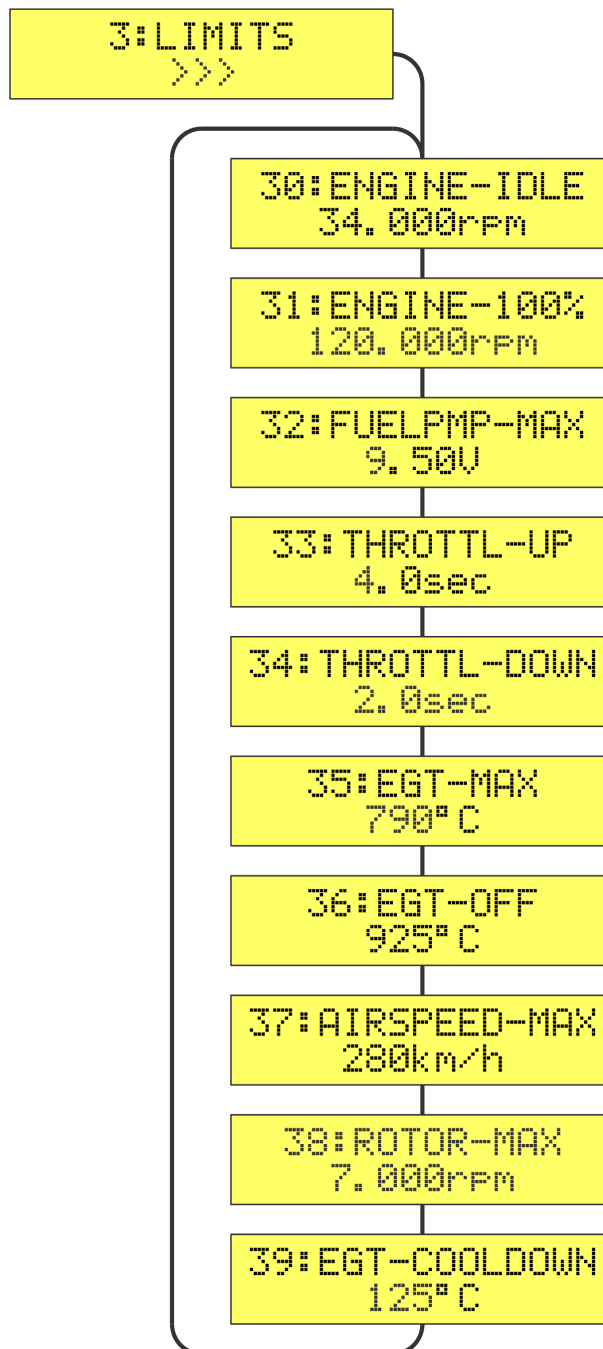 3:LIMITS
>>>
30:ENGINE-IDLE
34.000rpm
31:ENGINE-100%
120.000rpm
32:FUELPMP-MAX
9.50V
33:THROTTL-UP
4.0sec
34:THROTTL-DOWN
2.0sec
35:EGT-MAX
790°C
36:EGT-OFF
925°C
37:AIRSPEED-MAX
280km/h
38:ROTOR-MAX
7.000rpm
39:EGT-COOLDOWN
125°C